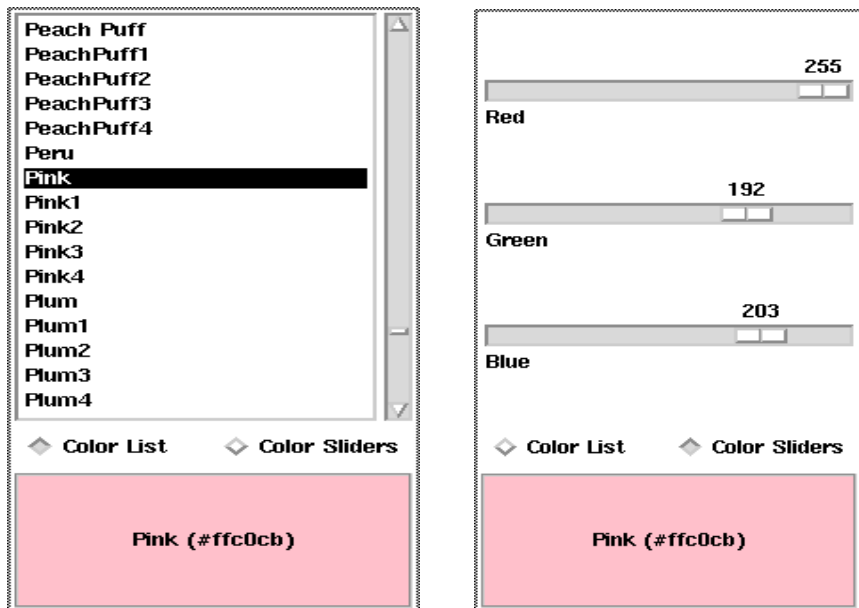 Peach Puff
PeachPuff1
PeachPuff2
PeachPuff3
PeachPuff4
Peru
Pink
Pink1
Pink2
Pink3
Pink4
Plum
Plum1
Plum2
Plum3
Plum4
Color List Color Sliders
Pink (#ffc0cb)
255
Red
192
Green
203
Blue
Color List Color Sliders
Pink (#ffc0cb)